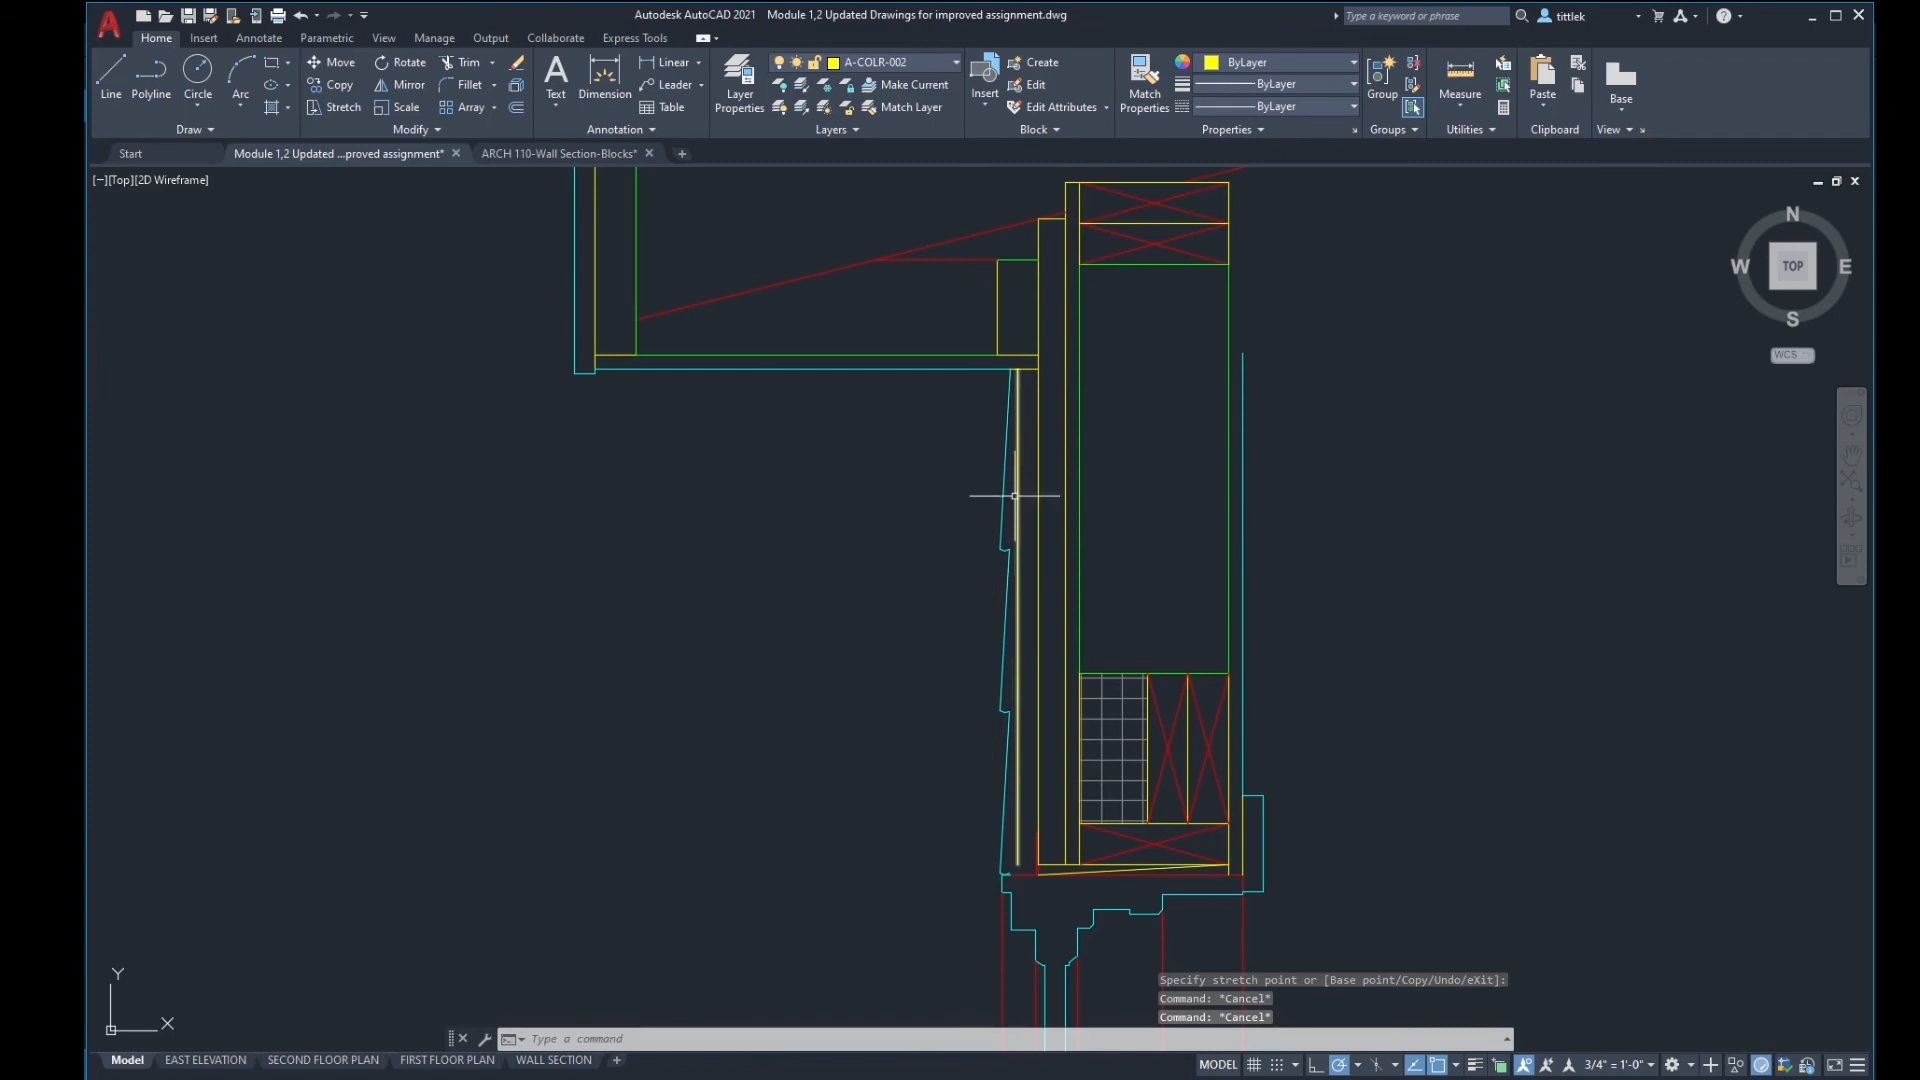 Autodesk AutoCAD 2021 Module 1,2 Updated Drawings for improved assignment.dwg
Type a keyword or phrase
tittlek
Home Insert Annotate Parametric View Manage Output Collaborate Express Tools
Line Polyline Circle Arc
Move Rotate Trim
Copy Mirror Fillet
Stretch Scale Array
Text Dimension
Linear
Leader
Table
Layer Properties
A-COLR-002
Make Current
Match Layer
Insert
Create
Edit
Edit Attributes
Match Properties
ByLayer
ByLayer
ByLayer
Group
Measure
Paste
Base
Draw Modify Annotation Layers Block Properties Groups Utilities Clipboard View
Start Module 1,2 Updated ...proved assignment* ARCH 110-Wall Section-Blocks*
[−][Top][2D Wireframe]
N
W TOP E
S
WCS
Y
X
Specify stretch point or [Base point/Copy/Undo/eXit]:
Command: *Cancel*
Command: *Cancel*
Type a command
Model EAST ELEVATION SECOND FLOOR PLAN FIRST FLOOR PLAN WALL SECTION
MODEL 3/4" = 1'-0"